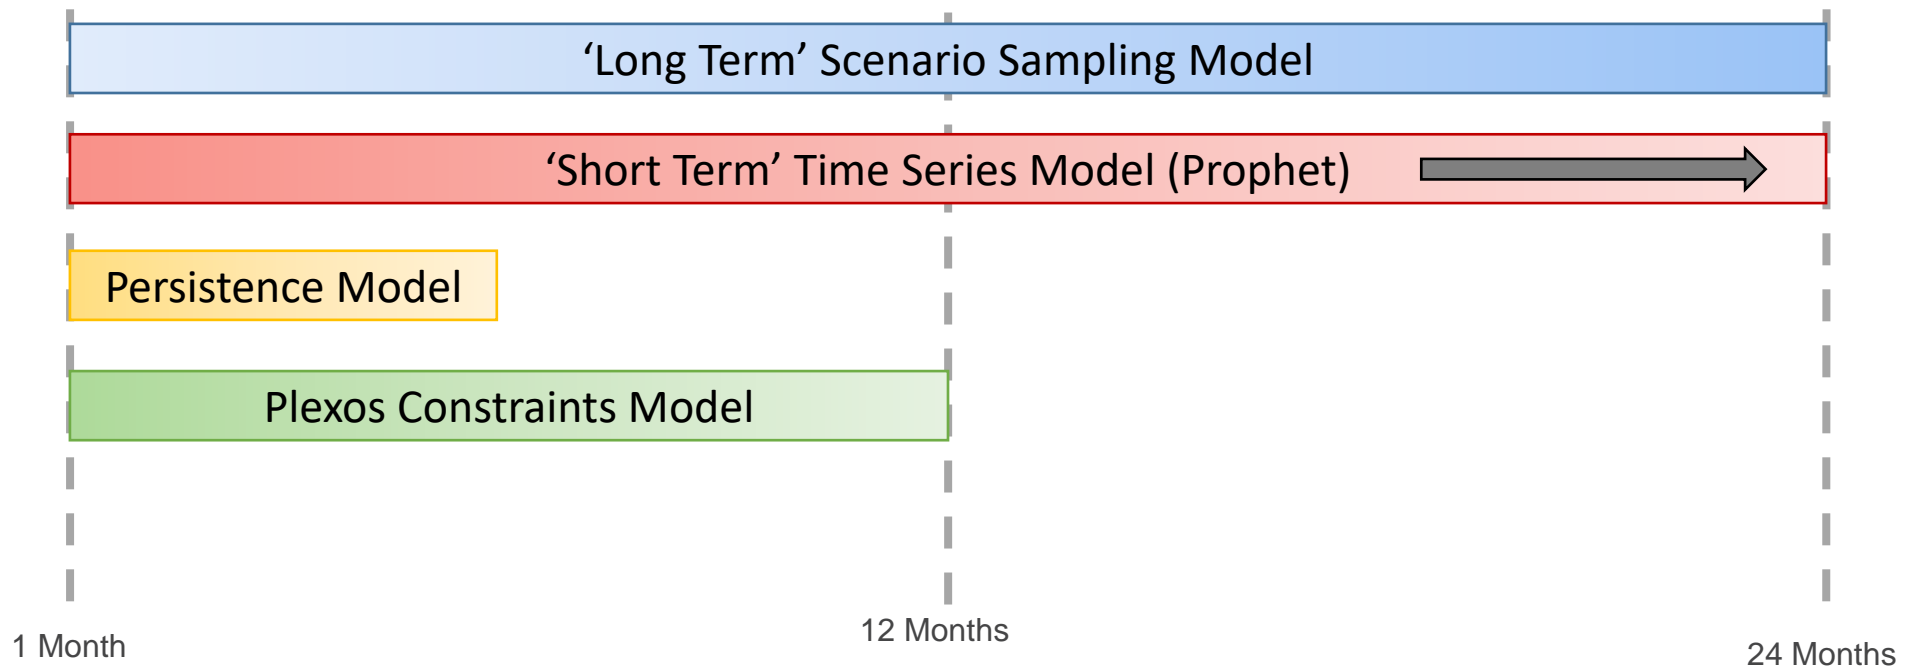 ‘Long Term’ Scenario Sampling Model
‘Short Term’ Time Series Model (Prophet)
Persistence Model
Plexos Constraints Model
1 Month
12 Months
24 Months